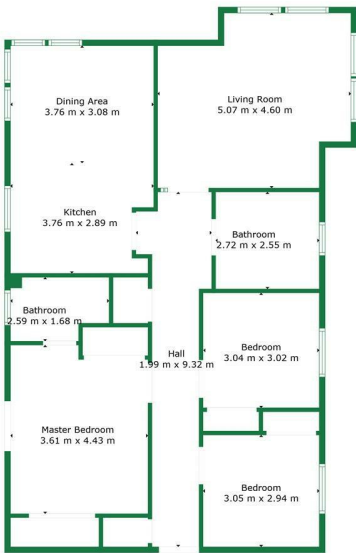 Dining Area
3.76 m x 3.08 m
Living Room
5.07 m x 4.60 m
Kitchen
3.76 m x 2.89 m
Bathroom
2.72 m x 2.55 m
Bathroom
2.59 m x 1.68 m
Hall
1.99 m x 9.32 m
Bedroom
3.04 m x 3.02 m
Master Bedroom
3.61 m x 4.43 m
Bedroom
3.05 m x 2.94 m